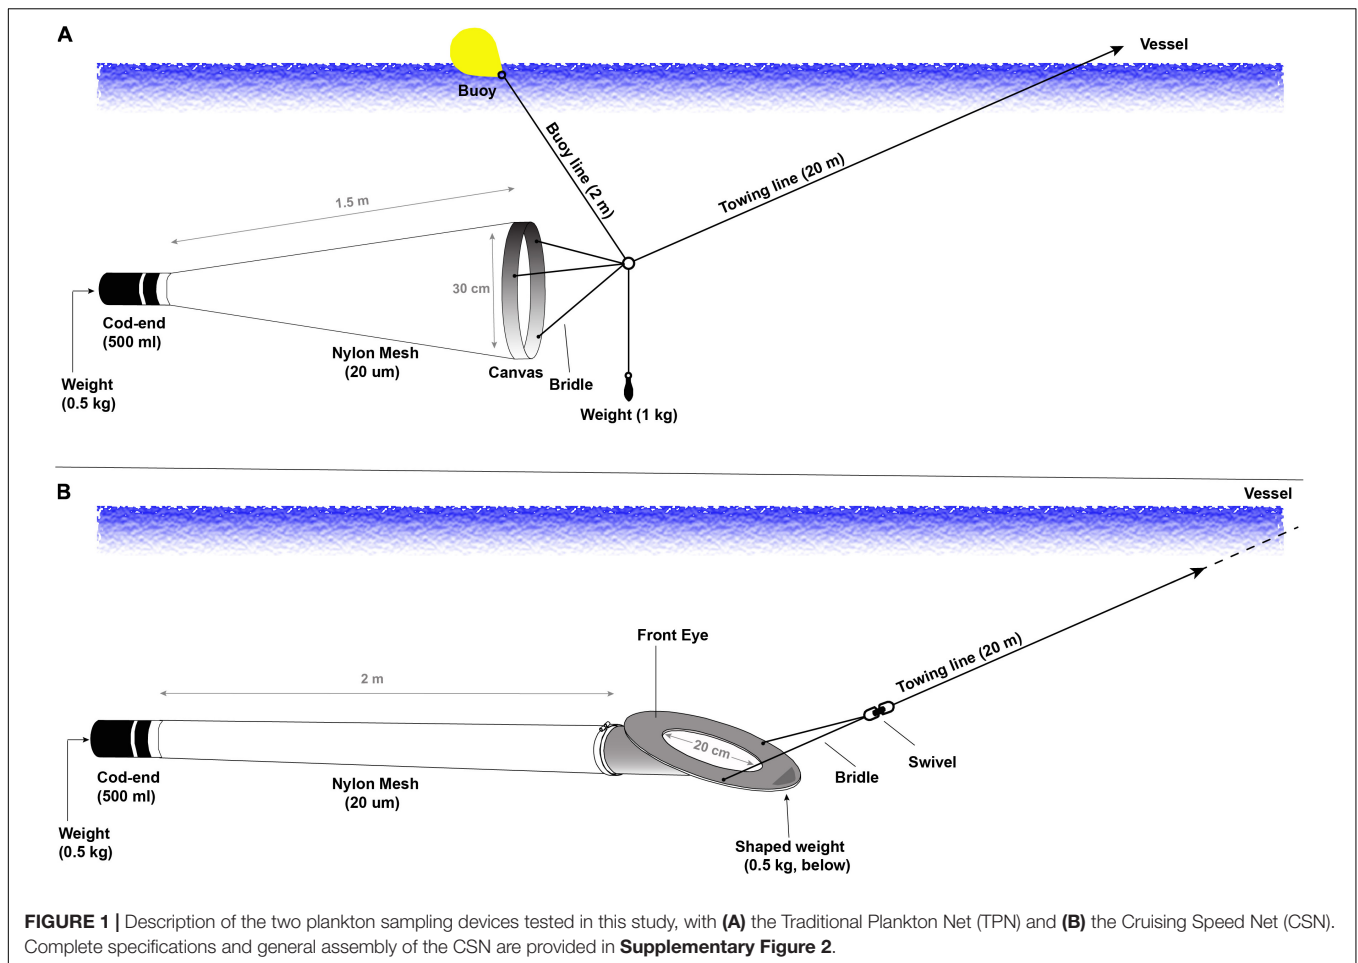 A
Vessel
Buoy
Buoy line (2 m)
Towing line (20 m)
1.5 m
30 cm
Cod-end
(500 ml)
Nylon Mesh
(20 um)
Canvas
Bridle
Weight
(0.5 kg)
Weight (1 kg)
B
Vessel
Front Eye
Towing line (20 m)
2 m
20 cm
Swivel
Bridle
Cod-end
(500 ml)
Nylon Mesh
(20 um)
Weight
(0.5 kg)
Shaped weight
(0.5 kg, below)
FIGURE 1 | Description of the two plankton sampling devices tested in this study, with (A) the Traditional Plankton Net (TPN) and (B) the Cruising Speed Net (CSN).
Complete specifications and general assembly of the CSN are provided in Supplementary Figure 2.